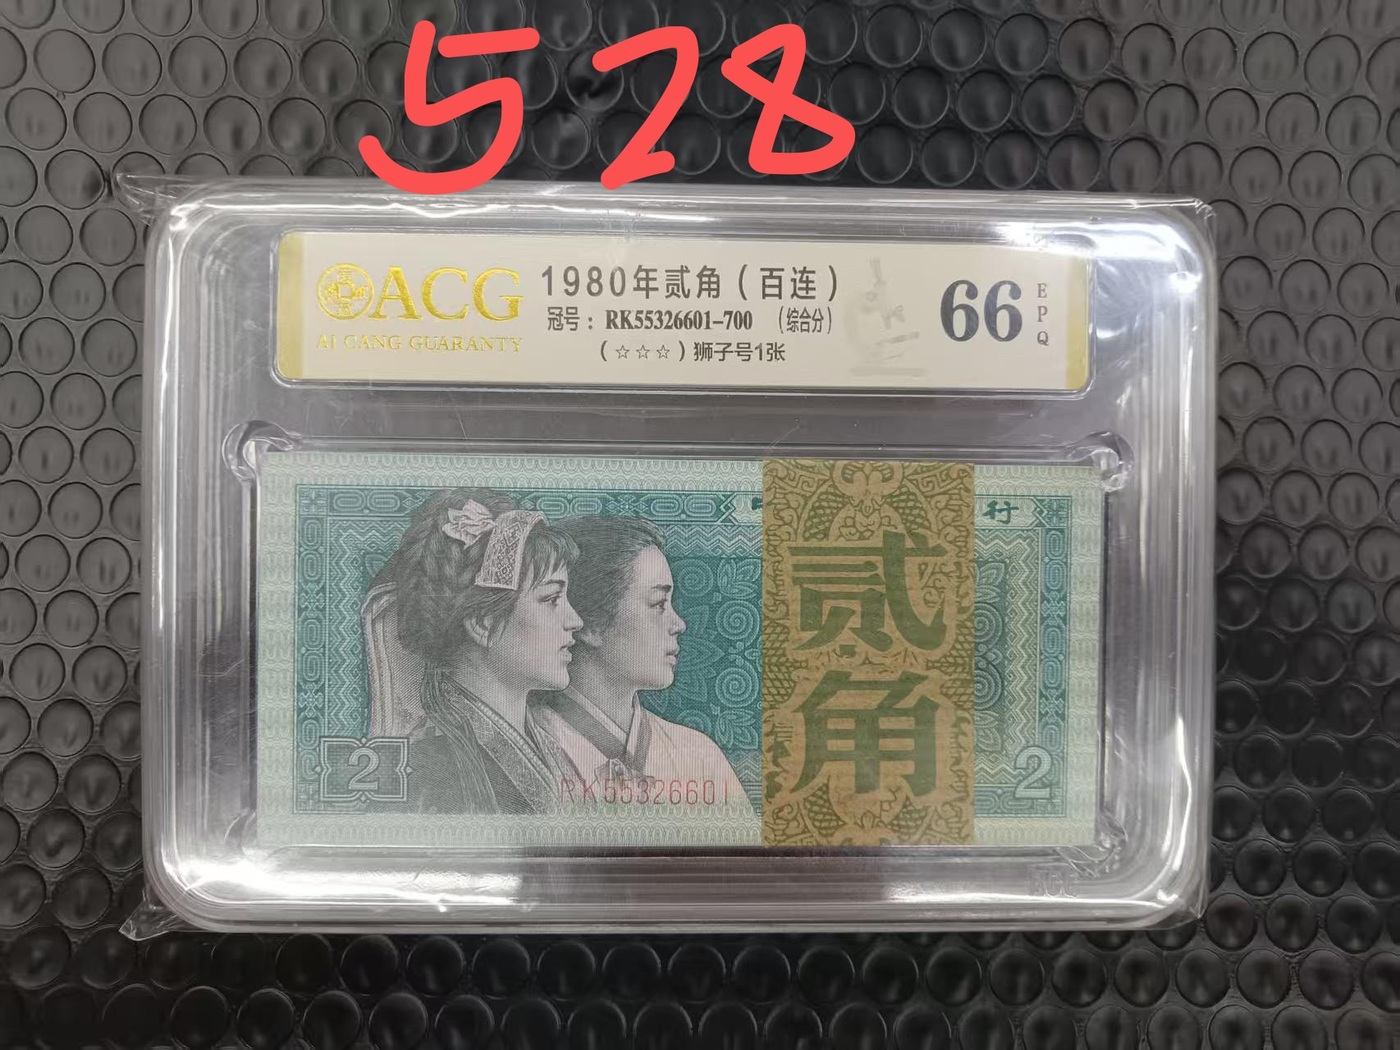 528
ACG
AI CANG GUARANTY
1980年贰角（百连）
冠号：RK55326601-700 （综合分）
（☆☆☆）狮子号1张
66
EPQ
行
贰角
2
RK55326601
2